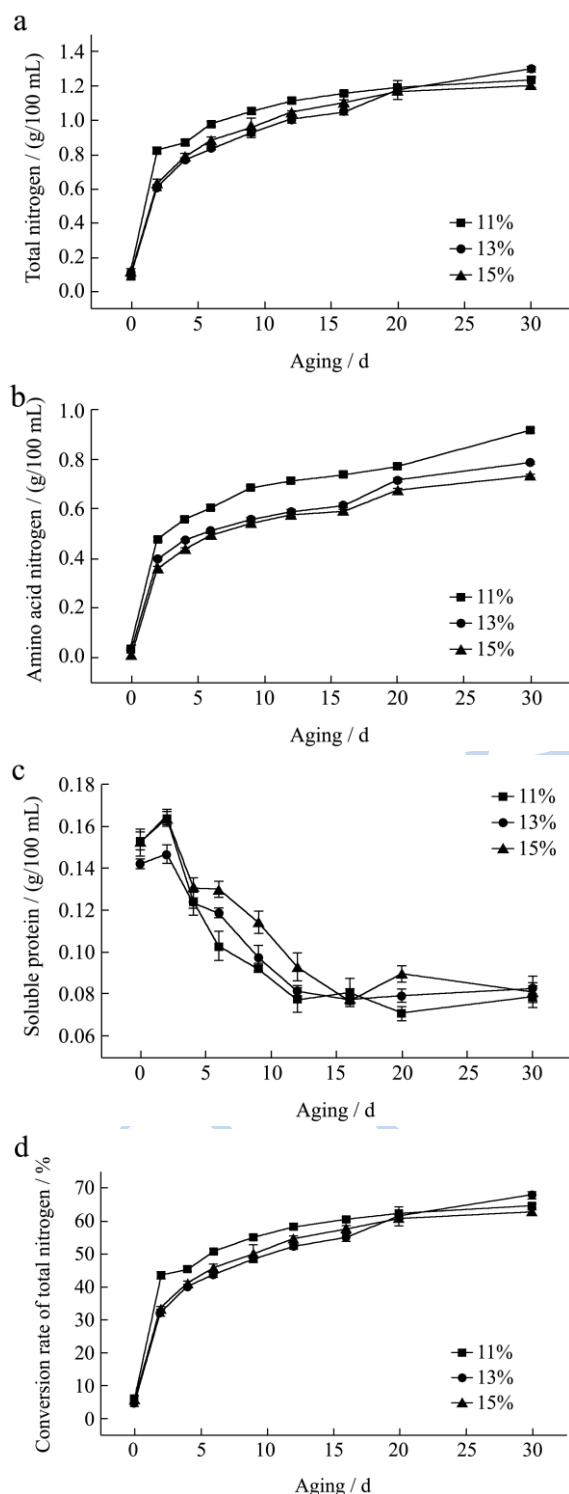 a
Total nitrogen / (g/100 mL)
1.4
1.2
1.0
0.8
0.6
0.4
0.2
0.0
11%
13%
15%
0 5 10 15 20 25 30
Aging / d
b
Amino acid nitrogen / (g/100 mL)
1.0
0.8
0.6
0.4
0.2
0.0
11%
13%
15%
0 5 10 15 20 25 30
Aging / d
c
Soluble protein / (g/100 mL)
0.18
0.16
0.14
0.12
0.10
0.08
0.06
11%
13%
15%
0 5 10 15 20 25 30
Aging / d
d
Conversion rate of total nitrogen / %
70
60
50
40
30
20
10
0
11%
13%
15%
0 5 10 15 20 25 30
Aging / d